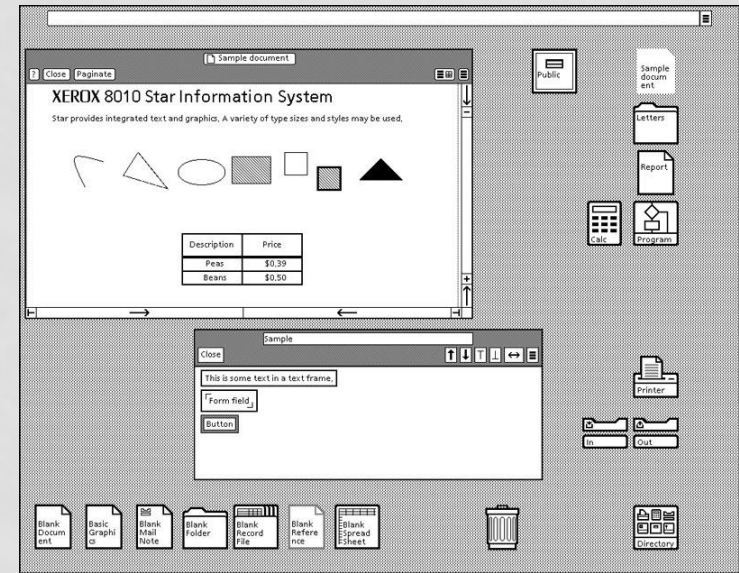 Sample document
? Close Paginate
XEROX 8010 Star Information System
Star provides integrated text and graphics. A variety of type sizes and styles may be used.
Description Price
Peas $0.39
Beans $0.50
Public
Sample
docum
ent
Letters
Report
Calc
Program
Sample
Close
This is some text in a text frame.
Form field
Button
Printer
In
Out
Blank
Docum
ent
Basic
Graphi
cs
Blank
Mail
Note
Blank
Folder
Blank
Record
File
Blank
Refere
nce
Blank
Spread
Sheet
Directory